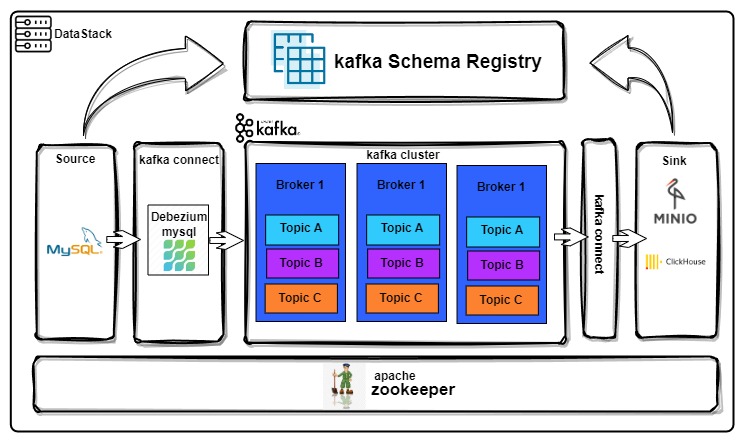 DataStack
kafka Schema Registry
kafka
Source
kafka connect
kafka cluster
Sink
Broker 1
Broker 1
Broker 1
Debezium
mysql
MySQL
Topic A
Topic A
Topic A
Topic B
Topic B
Topic B
Topic C
Topic C
Topic C
kafka connect
MINIO
ClickHouse
apache
zookeeper